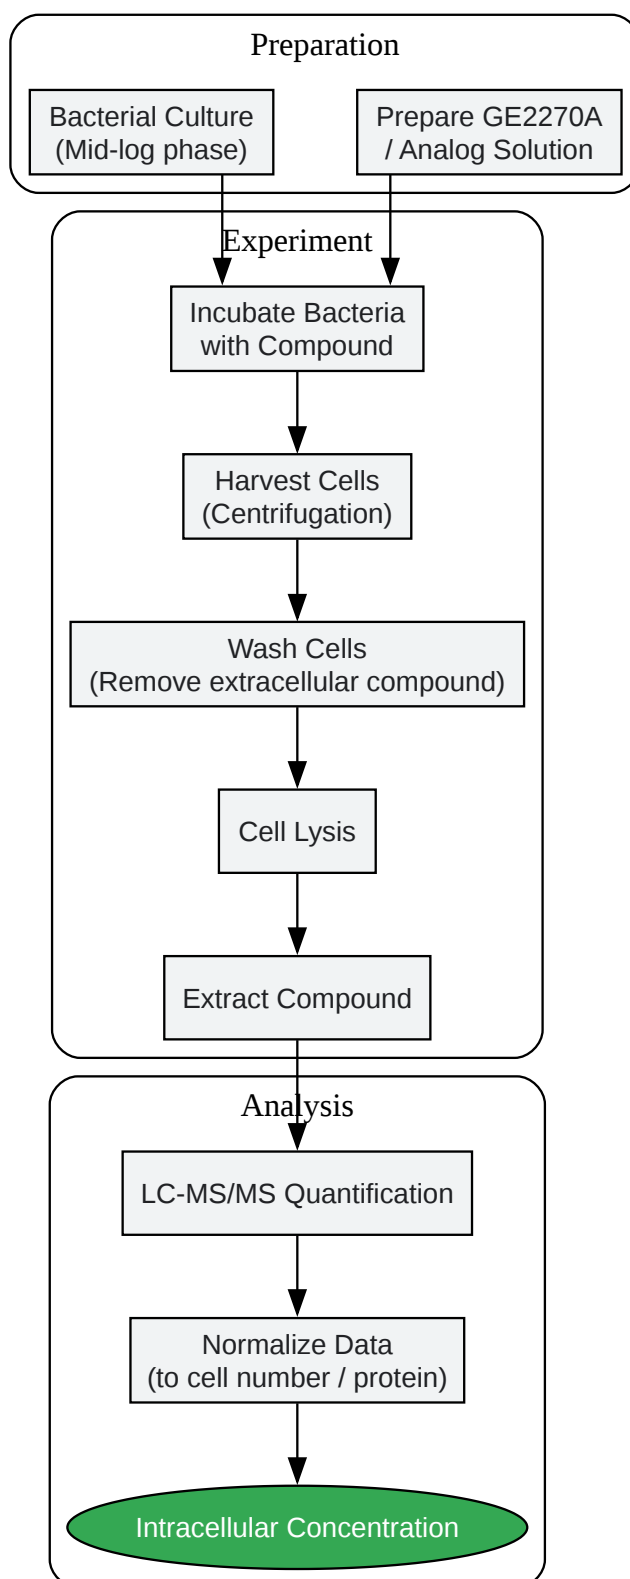 Preparation
Bacterial Culture
(Mid-log phase)
Prepare GE2270A
/ Analog Solution
Experiment
Incubate Bacteria
with Compound
Harvest Cells
(Centrifugation)
Wash Cells
(Remove extracellular compound)
Cell Lysis
Extract Compound
Analysis
LC-MS/MS Quantification
Normalize Data
(to cell number / protein)
Intracellular Concentration